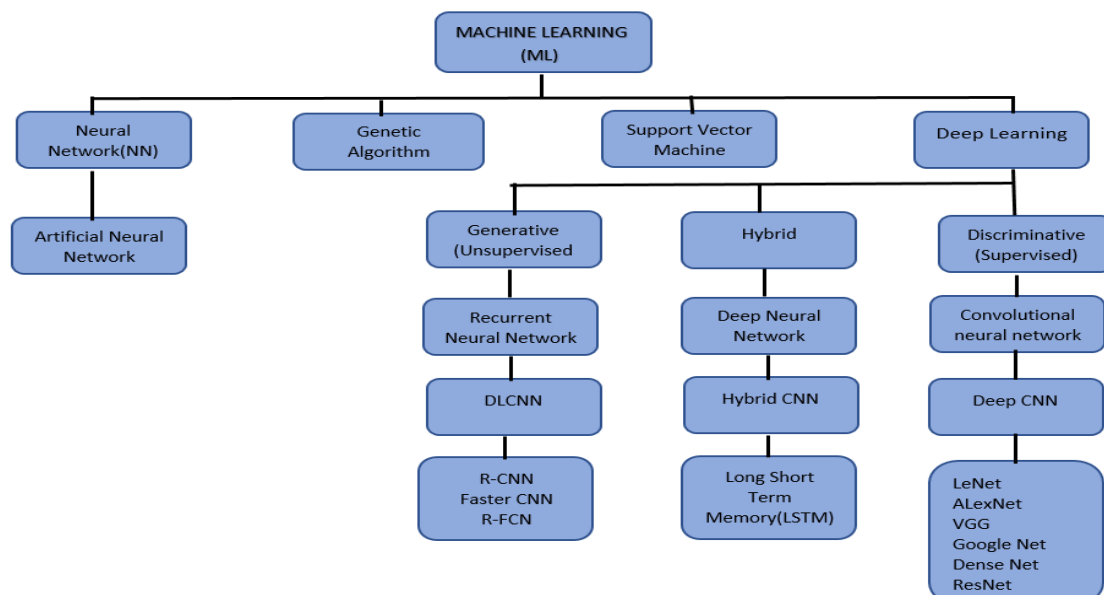 MACHINE LEARNING
(ML)
Neural
Network(NN)
Genetic
Algorithm
Support Vector
Machine
Deep Learning
Artificial Neural
Network
Generative
(Unsupervised
Hybrid
Discriminative
(Supervised)
Recurrent
Neural Network
Deep Neural
Network
Convolutional
neural network
DLCNN
Hybrid CNN
Deep CNN
R-CNN
Faster CNN
R-FCN
Long Short
Term
Memory(LSTM)
LeNet
ALexNet
VGG
Google Net
Dense Net
ResNet